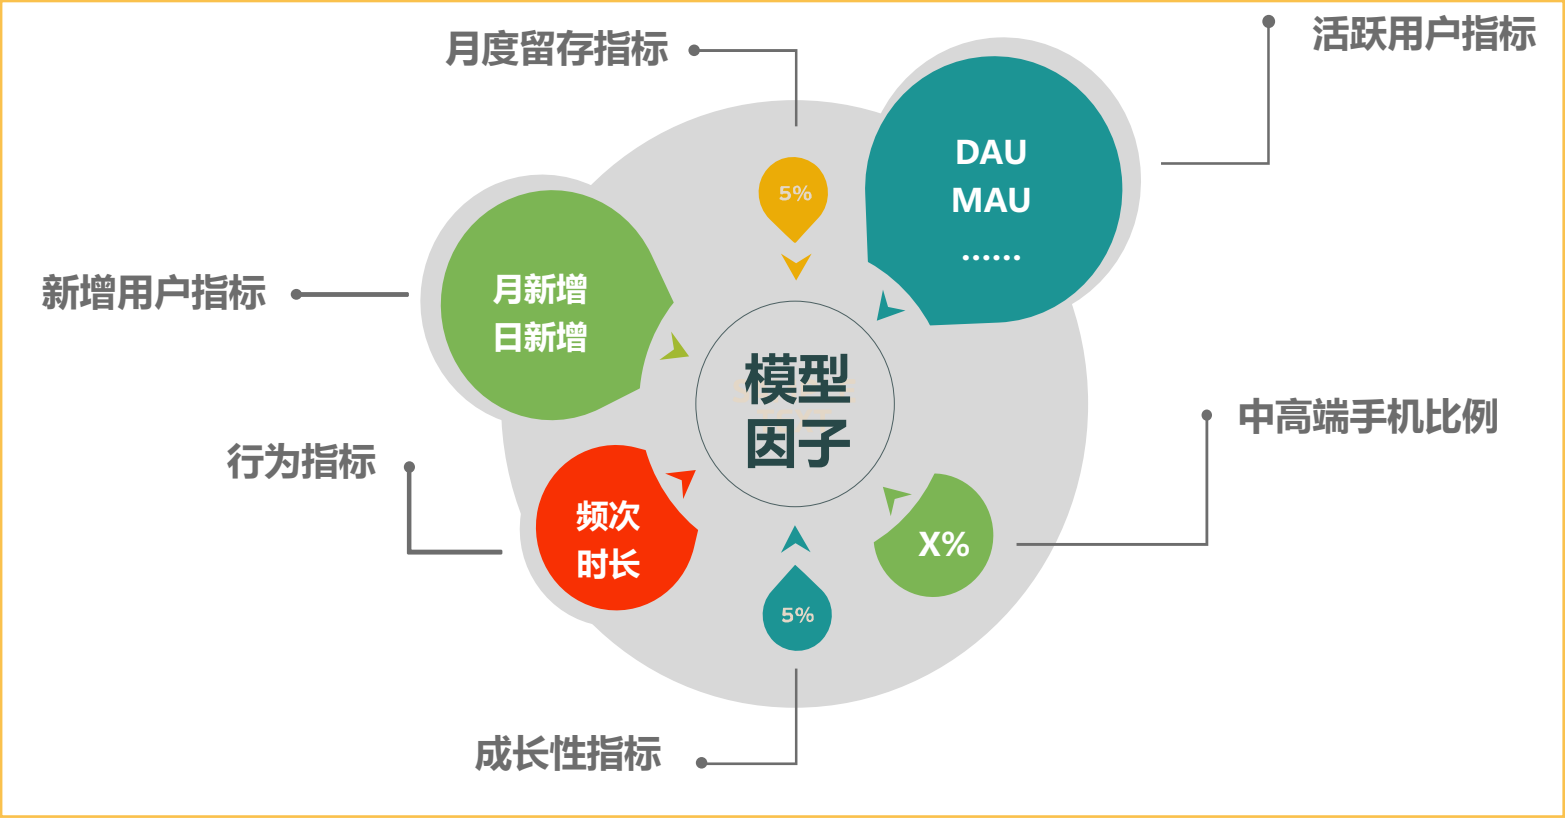 活跃用户指标
月度留存指标
DAU
MAU
......
5%
新增用户指标
月新增
日新增
模型
因子
中高端手机比例
行为指标
频次
时长
X%
5%
成长性指标